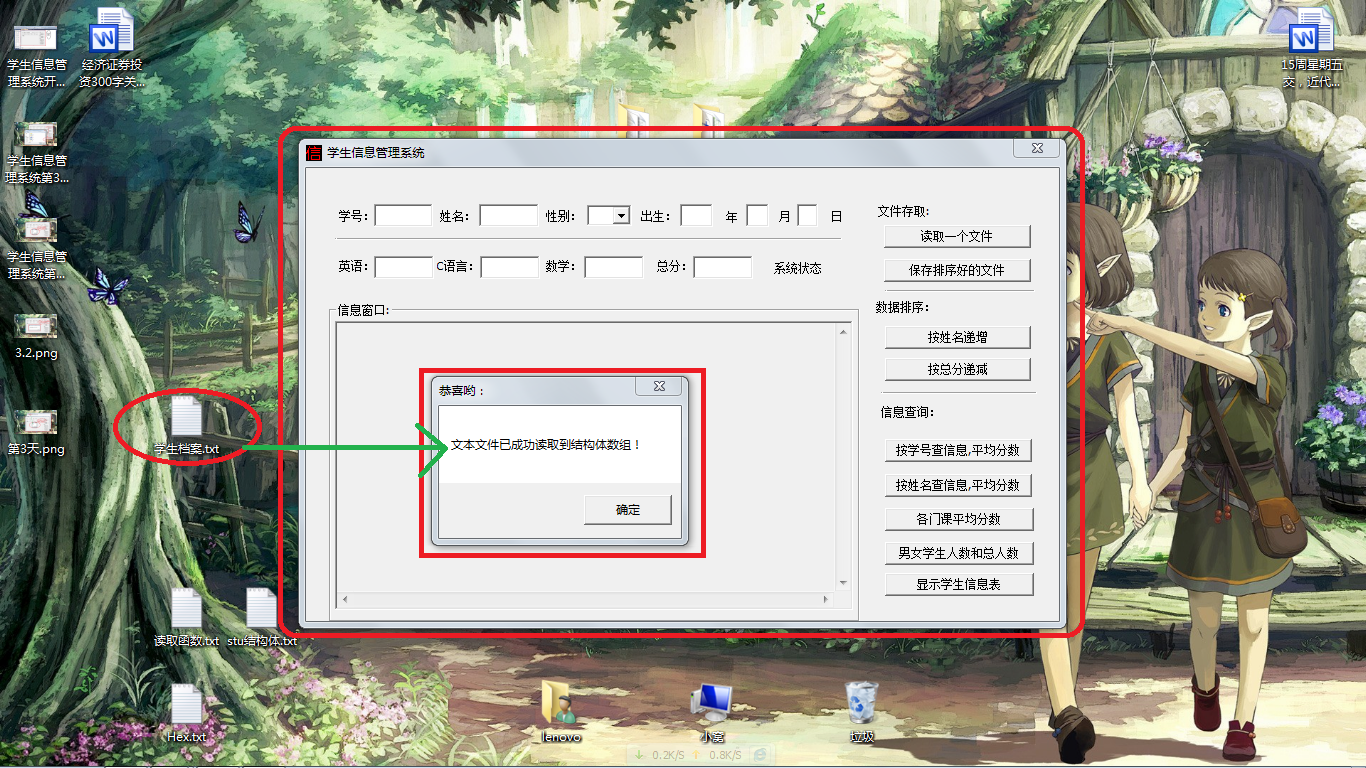 学生信息管
理系统开...
经济证券投
资300字关...
15周星期五
交，近代...
学生信息管
理系统第3...
学生信息管
理系统第...
3.2.png
第3天.png
学生档案.txt
读取函数.txt
stu结构体.txt
Hex.txt
信 学生信息管理系统
学号: 姓名: 性别: 出生: 年 月 日
英语: C语言: 数学: 总分: 系统状态
信息窗口:
文件存取:
读取一个文件
保存排序好的文件
数据排序:
按姓名递增
按总分递减
信息查询:
按学号查信息,平均分数
按姓名查信息,平均分数
各门课平均分数
男女学生人数和总人数
显示学生信息表
恭喜哟：
文本文件已成功读取到结构体数组！
确定
lenovo
垃圾
0.2K/S 0.8K/S